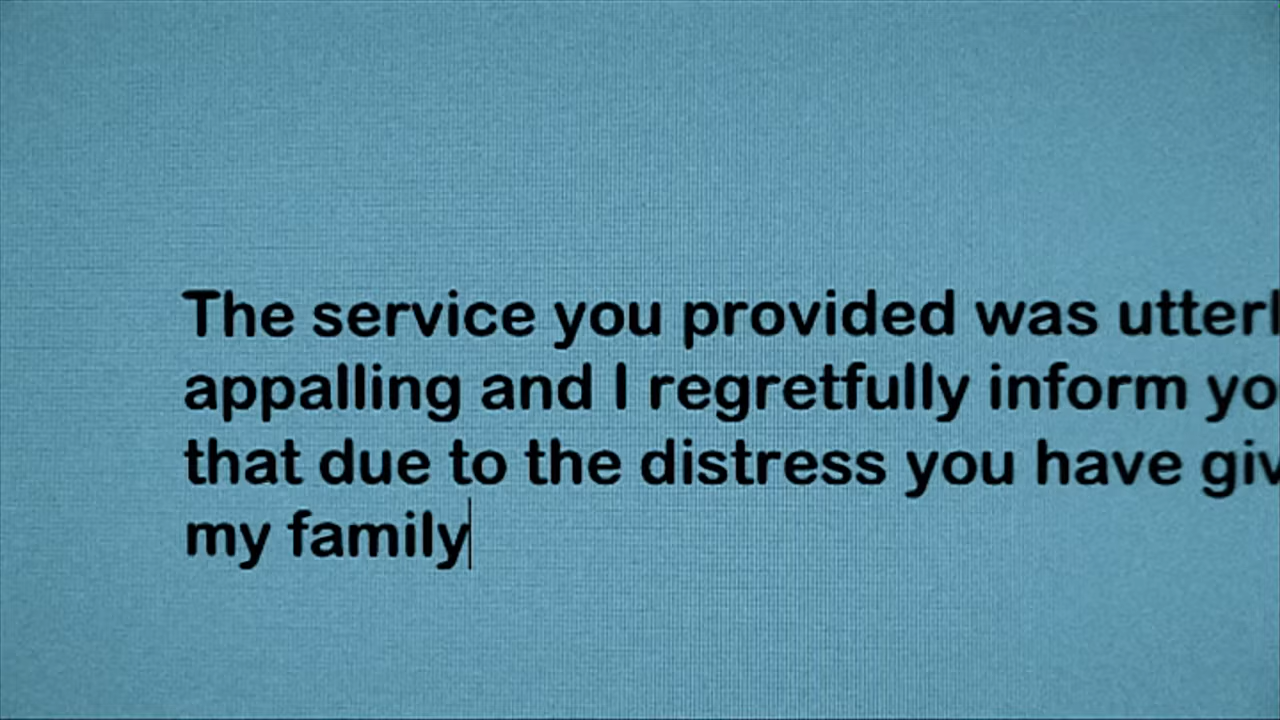 The service you provided was utterl
appalling and I regretfully inform yo
that due to the distress you have giv
my family